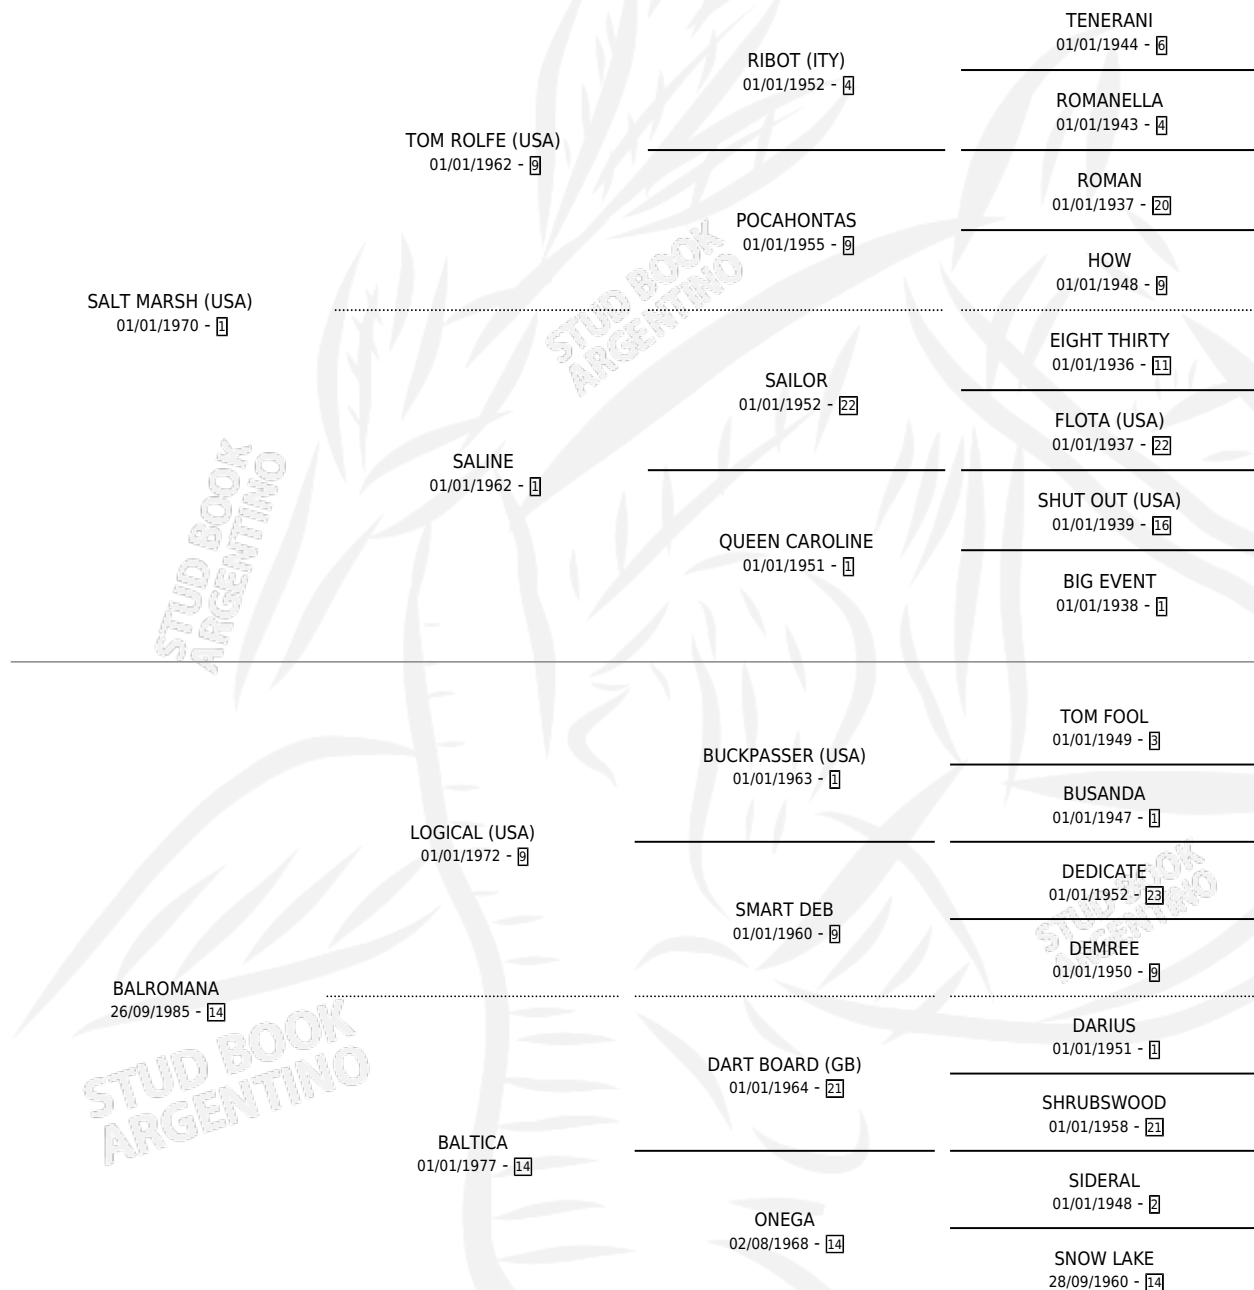 TENERANI
01/01/1944 - 6
RIBOT (ITY)
01/01/1952 - 4
ROMANELLA
01/01/1943 - 4
TOM ROLFE (USA)
01/01/1962 - 9
ROMAN
01/01/1937 - 20
POCAHONTAS
01/01/1955 - 9
HOW
01/01/1948 - 9
SALT MARSH (USA)
01/01/1970 - 1
STUD BOOK
ARGENTINO
EIGHT THIRTY
01/01/1936 - 11
SAILOR
01/01/1952 - 22
FLOTA (USA)
01/01/1937 - 22
SALINE
01/01/1962 - 1
SHUT OUT (USA)
01/01/1939 - 16
QUEEN CAROLINE
01/01/1951 - 1
BIG EVENT
01/01/1938 - 1
STUD BOOK
ARGENTINO
TOM FOOL
01/01/1949 - 3
BUCKPASSER (USA)
01/01/1963 - 1
BUSANDA
01/01/1947 - 1
LOGICAL (USA)
01/01/1972 - 9
DEDICATE
01/01/1952 - 23
SMART DEB
01/01/1960 - 9
DEMREE
01/01/1950 - 9
STUD BOOK
ARGENTINO
BALROMANA
26/09/1985 - 14
DARIUS
01/01/1951 - 1
DART BOARD (GB)
01/01/1964 - 21
SHRUBSWOOD
01/01/1958 - 21
STUD BOOK
ARGENTINO
BALTICA
01/01/1977 - 14
SIDERAL
01/01/1948 - 2
ONEGA
02/08/1968 - 14
SNOW LAKE
28/09/1960 - 14